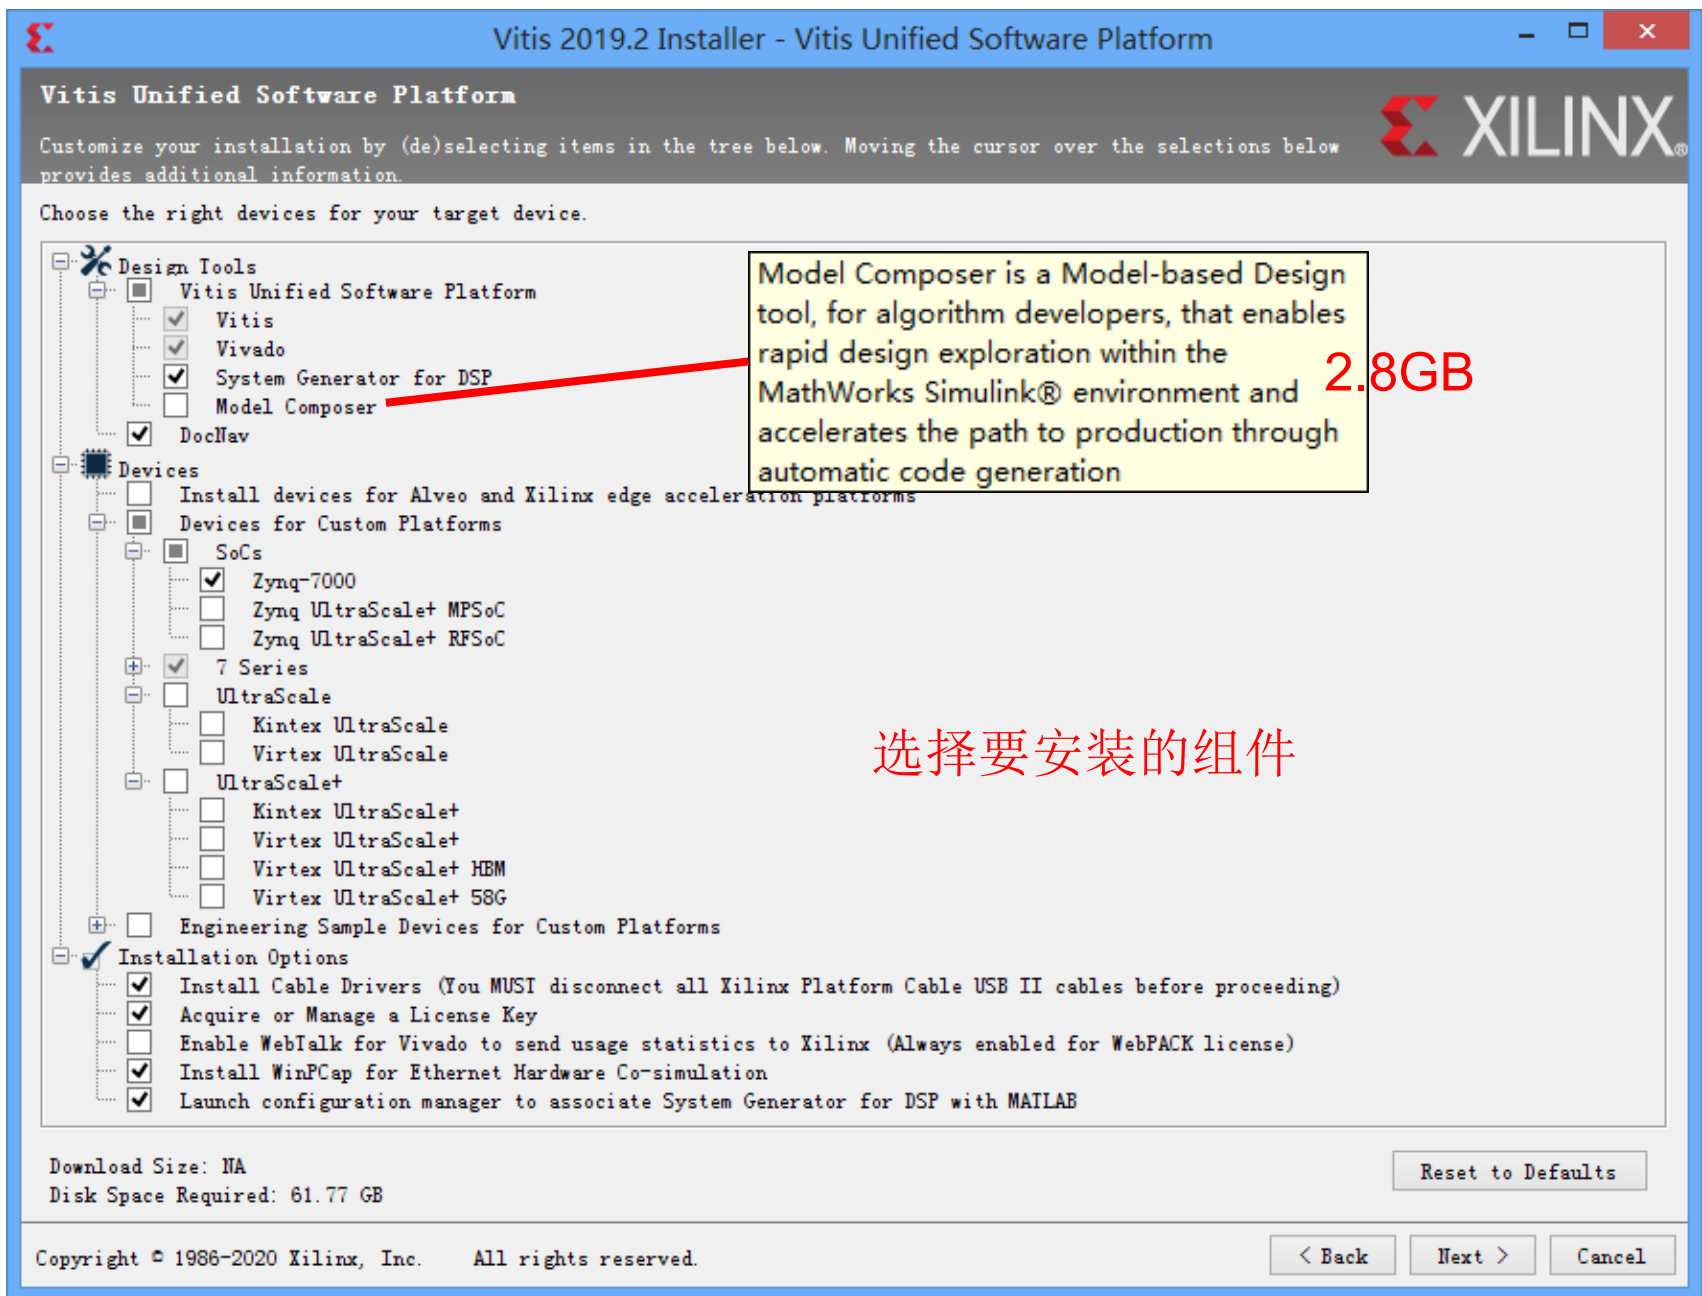 Vitis 2019.2 Installer - Vitis Unified Software Platform
Vitis Unified Software Platform
Customize your installation by (de)selecting items in the tree below. Moving the cursor over the selections below
provides additional information.
XILINX®
Choose the right devices for your target device.
Design Tools
Vitis Unified Software Platform
Vitis
Vivado
System Generator for DSP
Model Composer
DocNav
Model Composer is a Model-based Design
tool, for algorithm developers, that enables
rapid design exploration within the
MathWorks Simulink® environment and
accelerates the path to production through
automatic code generation
2.8GB
Devices
Install devices for Alveo and Xilinx edge acceleration platforms
Devices for Custom Platforms
SoCs
Zynq-7000
Zynq UltraScale+ MPSoC
Zynq UltraScale+ RFSoC
7 Series
UltraScale
Kintex UltraScale
Virtex UltraScale
选择要安装的组件
UltraScale+
Kintex UltraScale+
Virtex UltraScale+
Virtex UltraScale+ HBM
Virtex UltraScale+ 58G
Engineering Sample Devices for Custom Platforms
Installation Options
Install Cable Drivers (You MUST disconnect all Xilinx Platform Cable USB II cables before proceeding)
Acquire or Manage a License Key
Enable WebTalk for Vivado to send usage statistics to Xilinx (Always enabled for WebPACK license)
Install WinPCap for Ethernet Hardware Co-simulation
Launch configuration manager to associate System Generator for DSP with MATLAB
Download Size: NA
Disk Space Required: 61.77 GB
Reset to Defaults
Copyright © 1986-2020 Xilinx, Inc. All rights reserved.
< Back
Next >
Cancel